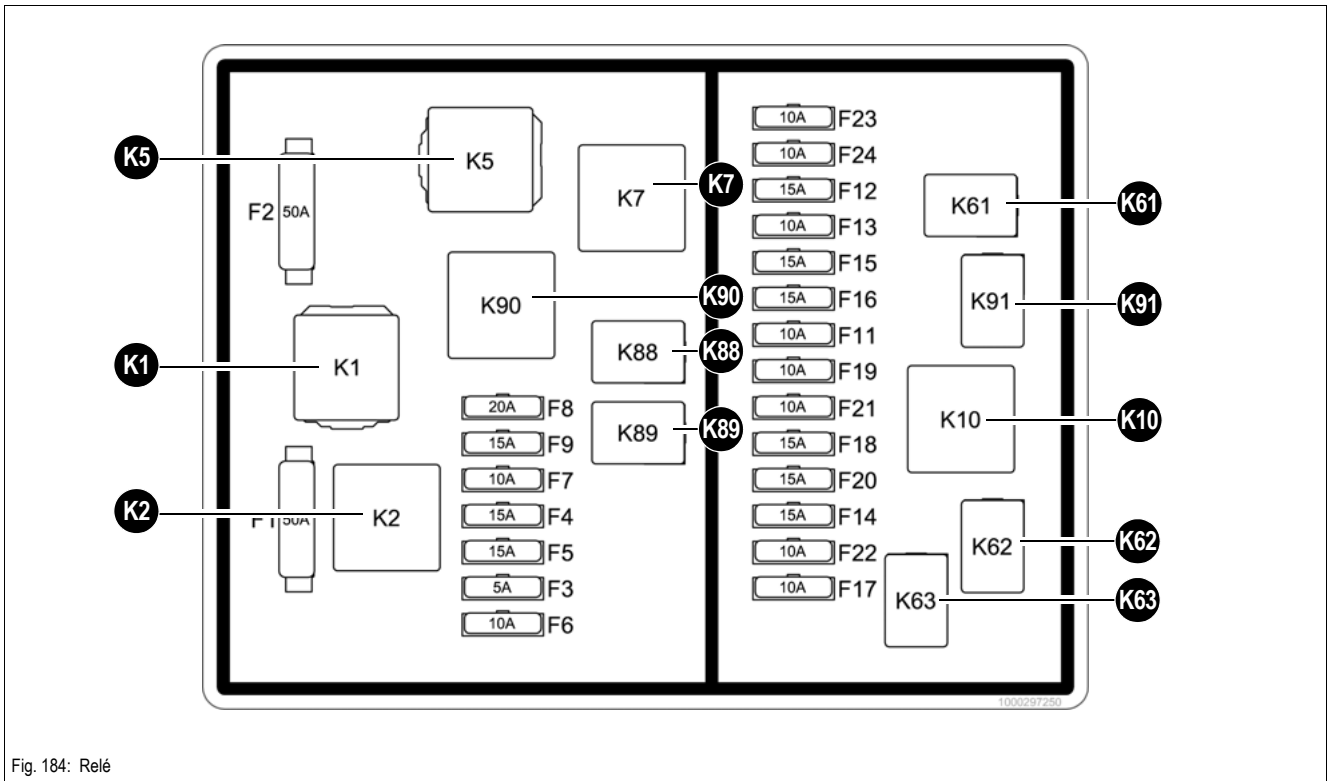 K5
K5
K7
K7
F2 50A
K90
K90
K1
K1
K88
K88
K89
K89
20A F8
15A F9
10A F7
15A F4
15A F5
5A F3
10A F6
K2
F1 50A
K2
10A F23
10A F24
15A F12
10A F13
15A F15
15A F16
10A F11
10A F19
10A F21
15A F18
15A F20
15A F14
10A F22
10A F17
K61
K61
K91
K91
K10
K10
K62
K62
K63
K63
1000297250
Fig. 184: Relé